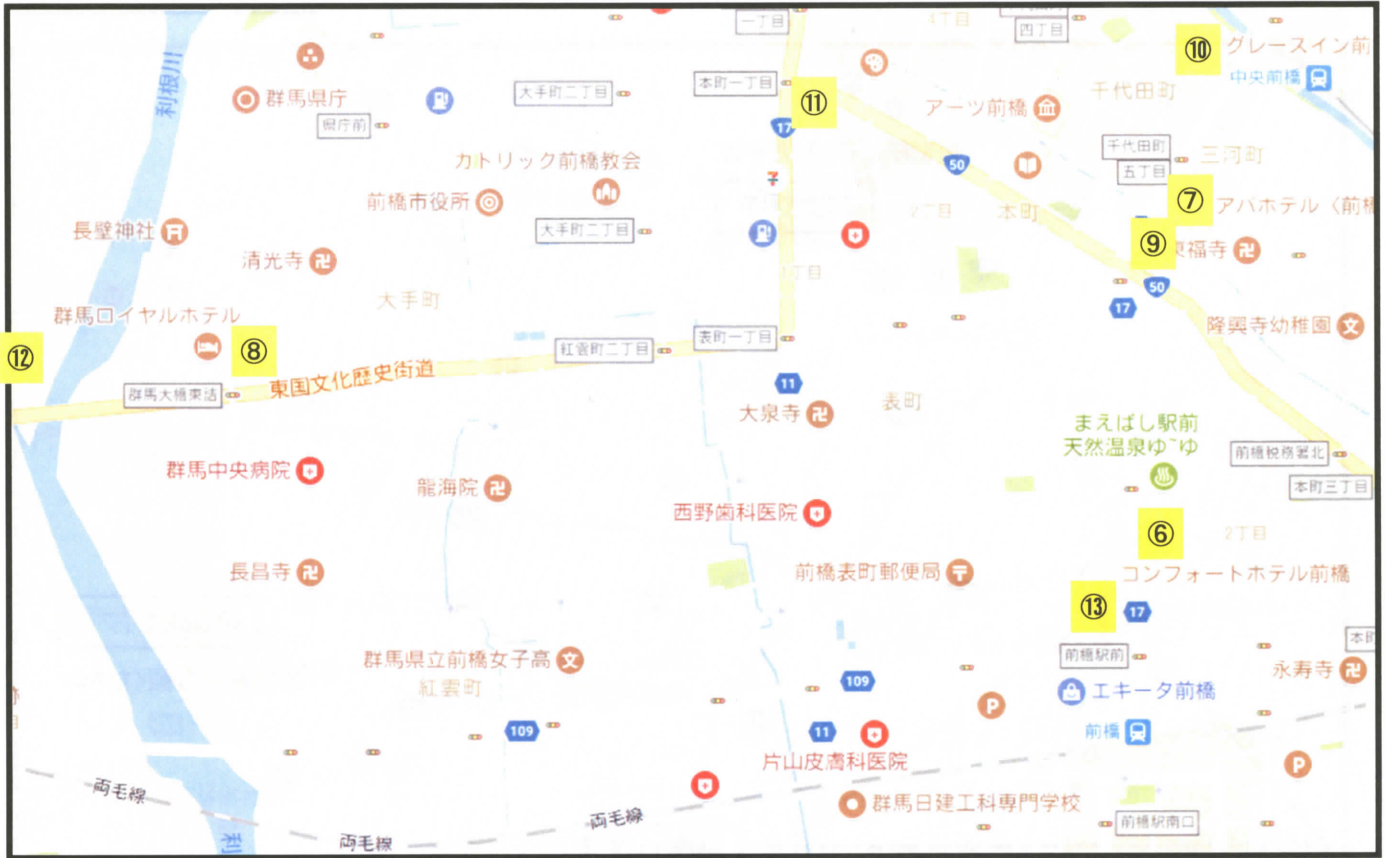 一丁目
4丁目
四丁目
⑩
グレースイン前
利根川
群馬県庁
大手町二丁目
本町一丁目
⑪
中央前橋
千代田町
アーツ前橋
県庁前
17
カトリック前橋教会
50
千代田町
五丁目
三河町
前橋市役所
2丁目
本町
⑦
アパホテル〈前橋
長壁神社
大手町二丁目
⑨
東福寺
清光寺
1丁目
大手町
50
17
群馬ロイヤルホテル
隆興寺幼稚園
⑫
⑧
紅雲町二丁目
表町一丁目
東国文化歴史街道
群馬大橋東詰
11
大泉寺
表町
まえばし駅前
天然温泉ゆ~ゆ
前橋税務署北
群馬中央病院
龍海院
本町三丁目
西野歯科医院
⑥
2丁目
長昌寺
前橋表町郵便局
コンフォートホテル前橋
⑬
17
群馬県立前橋女子高
紅雲町
前橋駅前
本町
永寿寺
109
エキータ前橋
P
109
11
前橋
片山皮膚科医院
P
両毛線
群馬日建工科専門学校
両毛線
両毛線
前橋駅南口
利